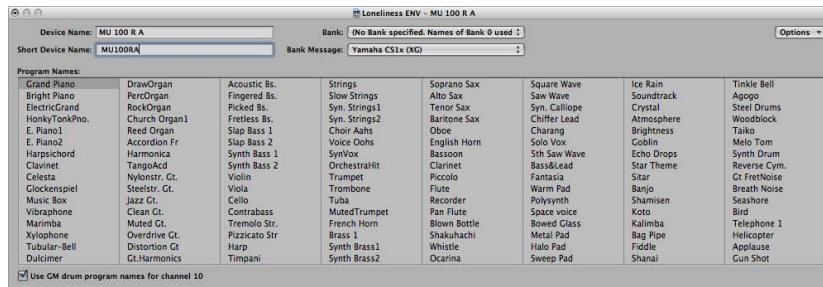 Loneliness ENV – MU 100 R A
Device Name: MU 100 R A
Bank: (No Bank specified. Names of Bank 0 used
Options
Short Device Name: MU100RA
Bank Message: Yamaha CS1x (XG)
Program Names:
Grand Piano DrawOrgan Acoustic Bs. Strings Soprano Sax Square Wave Ice Rain Tinkle Bell
Bright Piano PercOrgan Fingered Bs. Slow Strings Alto Sax Saw Wave Soundtrack Agogo
ElectricGrand RockOrgan Picked Bs. Syn. Strings1 Tenor Sax Syn. Calliope Crystal Steel Drums
HonkyTonkPno. Church Organ1 Fretless Bs. Syn. Strings2 Baritone Sax Chiffer Lead Atmosphere Woodblock
E. Piano1 Reed Organ Slap Bass 1 Choir Aahs Oboe Charang Brightness Taiko
E. Piano2 Accordion Fr Slap Bass 2 Voice Oohs English Horn Solo Vox Goblin Melo Tom
Harpsichord Harmonica Synth Bass 1 SynVox Bassoon 5th Saw Wave Echo Drops Synth Drum
Clavinet TangoAcd Synth Bass 2 OrchestraHit Clarinet Bass&Lead Star Theme Reverse Cym.
Celesta Nylonstr. Gt. Violin Trumpet Piccolo Fantasia Sitar Gt FretNoise
Glockenspiel Steelstr. Gt. Viola Trombone Flute Warm Pad Banjo Breath Noise
Music Box Jazz Gt. Cello Tuba Recorder Polysynth Shamisen Seashore
Vibraphone Clean Gt. Contrabass MutedTrumpet Pan Flute Space voice Koto Bird
Marimba Muted Gt. Tremolo Str. French Horn Blown Bottle Bowed Glass Kalimba Telephone 1
Xylophone Overdrive Gt. Pizzicato Str Brass 1 Shakuhachi Metal Pad Bag Pipe Helicopter
Tubular-Bell Distortion Gt Harp Synth Brass1 Whistle Halo Pad Fiddle Applause
Dulcimer Gt.Harmonics Timpani Synth Brass2 Ocarina Sweep Pad Shanai Gun Shot
Use GM drum program names for channel 10